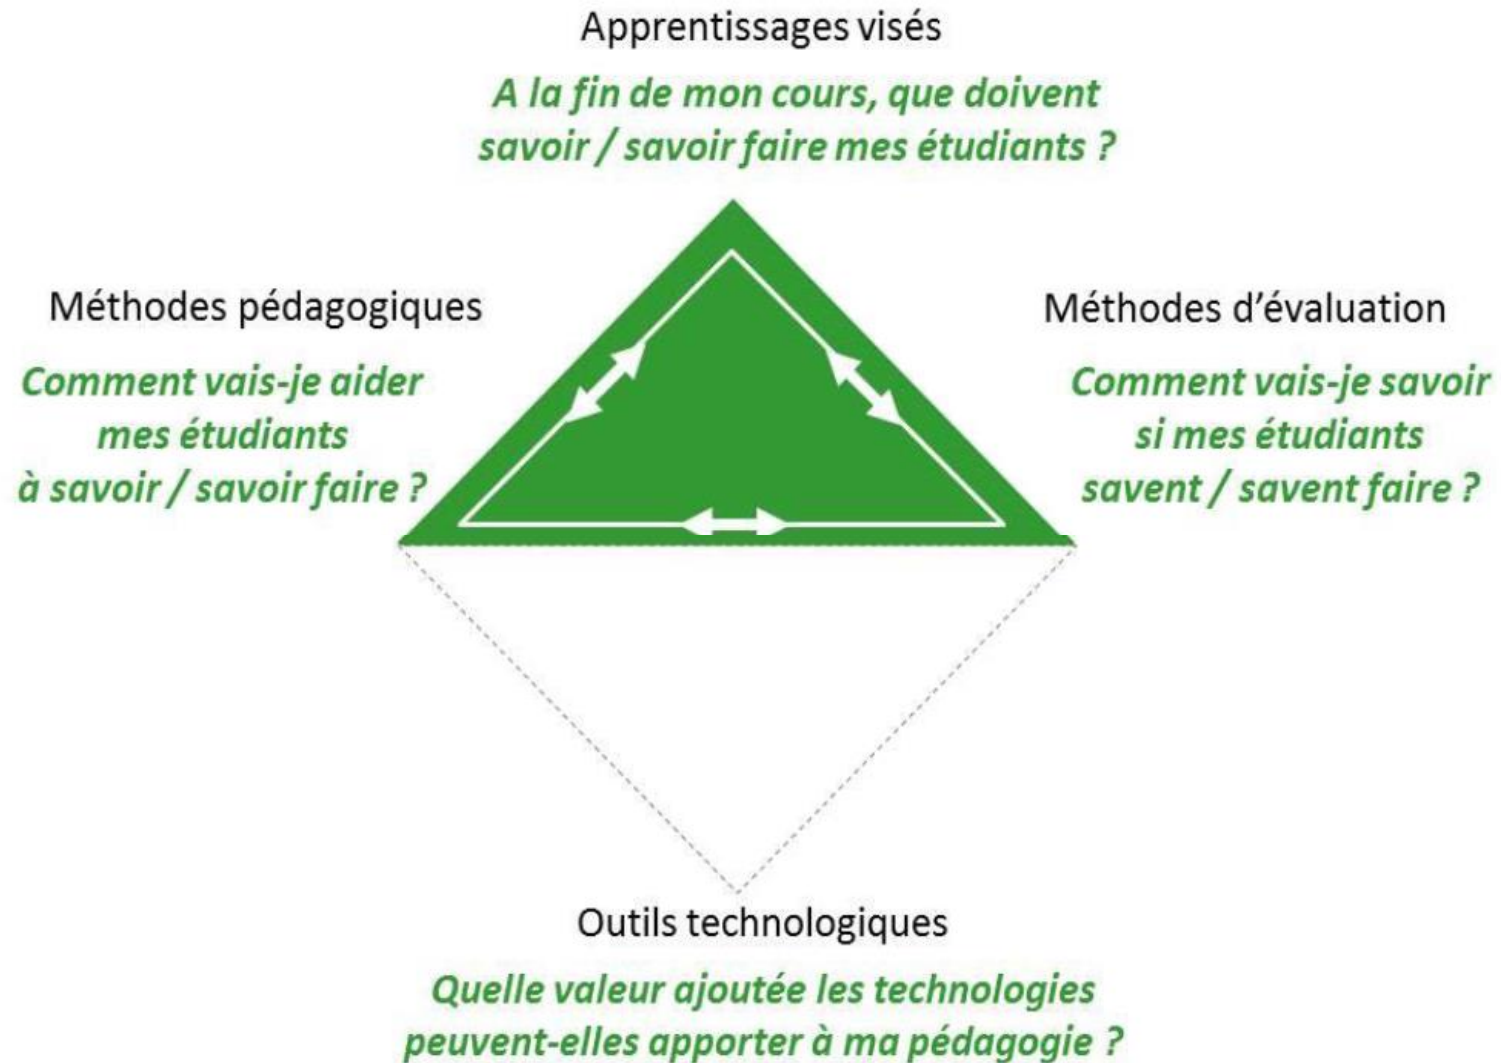 Apprentissages visés
A la fin de mon cours, que doivent
savoir / savoir faire mes étudiants ?
Méthodes pédagogiques
Comment vais-je aider
mes étudiants
à savoir / savoir faire ?
Méthodes d’évaluation
Comment vais-je savoir
si mes étudiants
savent / savent faire ?
Outils technologiques
Quelle valeur ajoutée les technologies
peuvent-elles apporter à ma pédagogie ?